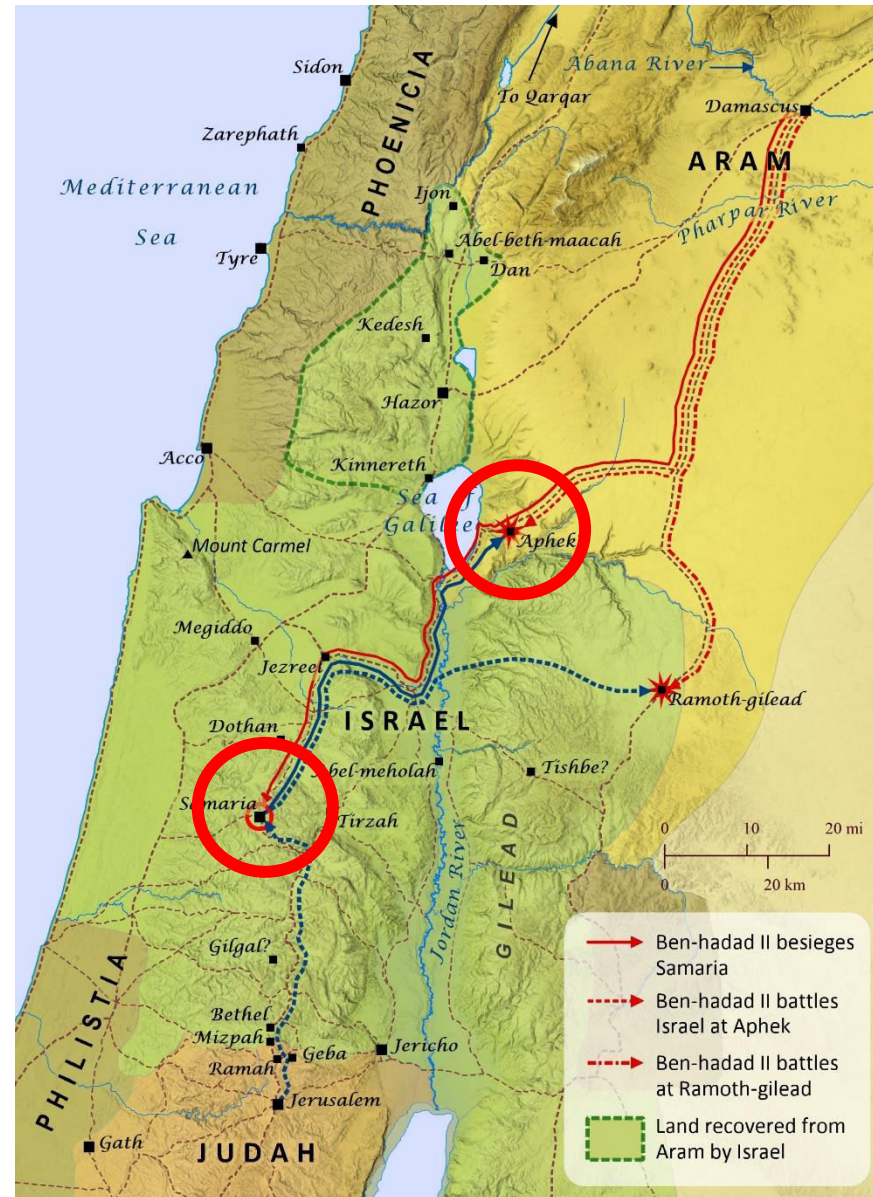 Sidon
PHOENICIA
To Qarqar
Abana River
Damascus
Zarephath
ARAM
Mediterranean
Sea
Ijon
Pharpar River
Tyre
Abel-beth-maacah
Dan
Kedesh
Hazor
Acco
Kinnereth
Sea of
Galilee
Aphek
Mount Carmel
Megiddo
Jezreel
Ramoth-gilead
ISRAEL
Dothan
Abel-meholah
Tishbe?
Samaria
Tirzah
GILEAD
Jordan River
0 10 20 mi
0 20 km
Gilgal?
PHILISTIA
Bethel
Mizpah
Ramah
Geba
Jericho
Jerusalem
Gath
JUDAH
Ben-hadad II besieges
Samaria
Ben-hadad II battles
Israel at Aphek
Ben-hadad II battles
at Ramoth-gilead
Land recovered from
Aram by Israel